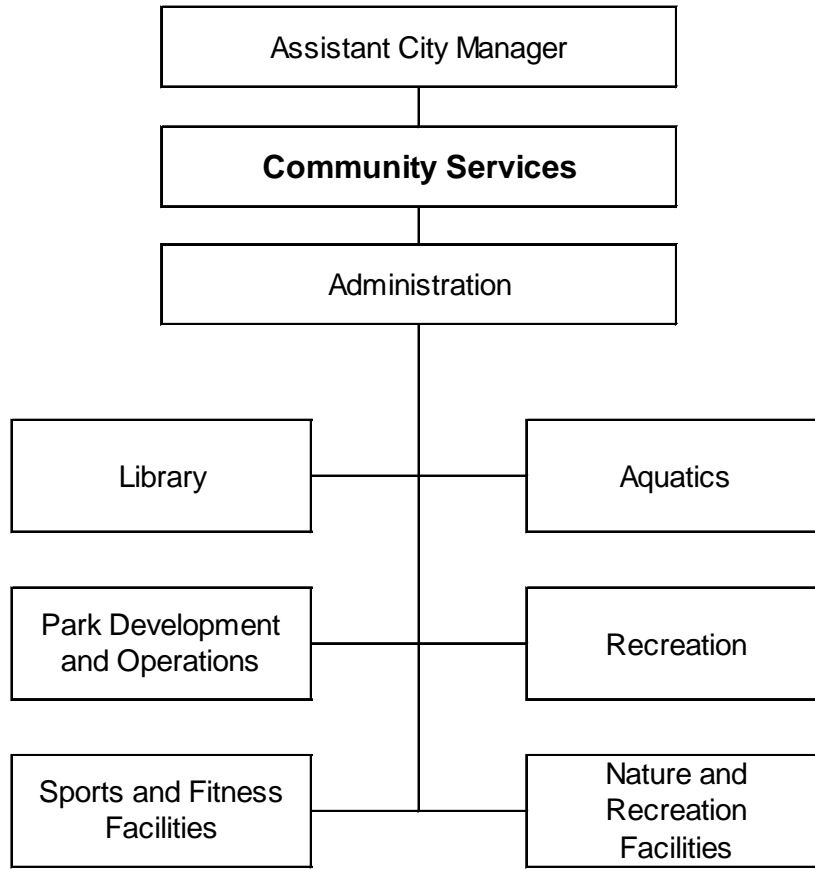 Assistant City Manager
Community Services
Administration
Library
Aquatics
Park Development
and Operations
Recreation
Sports and Fitness
Facilities
Nature and
Recreation
Facilities